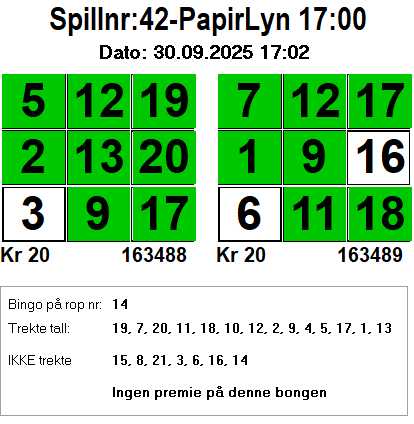 Spillnr:42-PapirLyn 17:00
Dato: 30.09.2025 17:02
5 12 19 7 12 17
2 13 20 1 9 16
3 9 17 6 11 18
Kr 20 163488 Kr 20 163489
Bingo på rop nr: 14
Trekte tall: 19, 7, 20, 11, 18, 10, 12, 2, 9, 4, 5, 17, 1, 13
IKKE trekte 15, 8, 21, 3, 6, 16, 14
Ingen premie på denne bongen